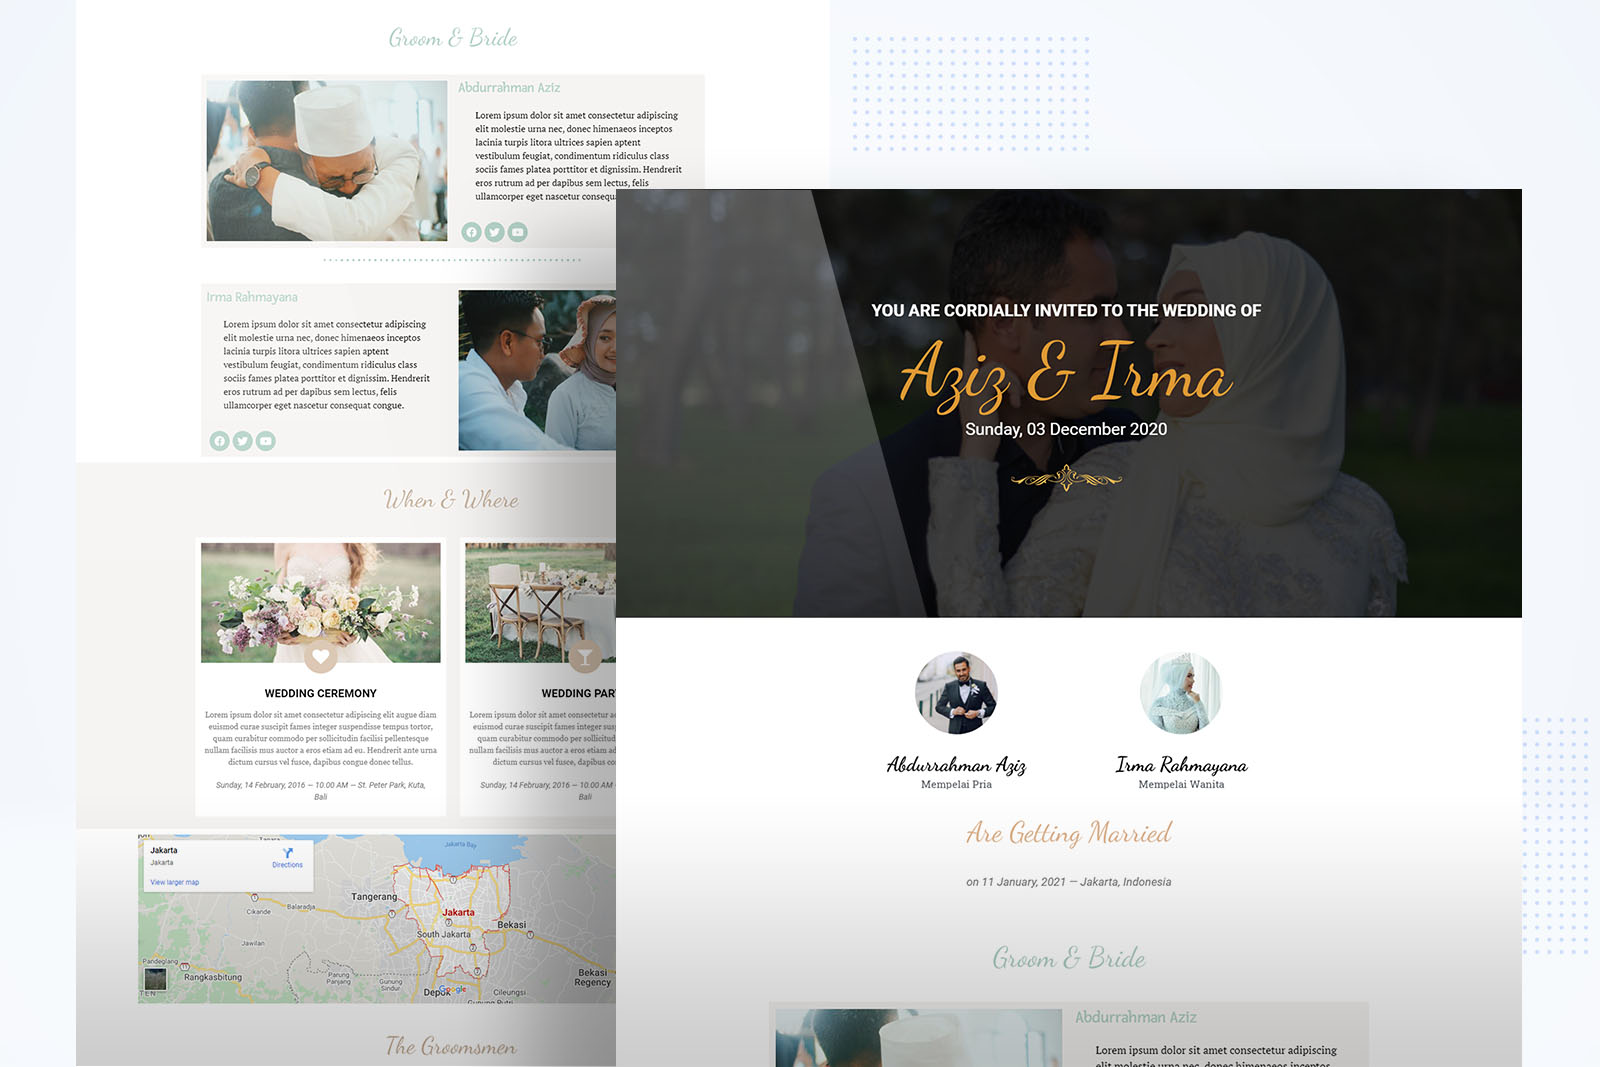 Groom & Bride
Abdurrahman Aziz
Lorem ipsum dolor sit amet consectetur adipiscing
elit molestie urna nec, donec himenaeos inceptos
lacinia turpis litora ultrices sapien aptent
vestibulum feugiat, condimentum ridiculus class
sociis fames platea porttitor et dignissim. Hendrerit
eros rutrum ad per dapibus sem lectus, felis
ullamcorper eget nascetur consequ
Irma Rahmayana
Lorem ipsum dolor sit amet consectetur adipiscing
elit molestie urna nec, donec himenaeos inceptos
lacinia turpis litora ultrices sapien aptent
vestibulum feugiat, condimentum ridiculus class
sociis fames platea porttitor et dignissim. Hendrerit
eros rutrum ad per dapibus sem lectus, felis
ullamcorper eget nascetur consequat congue.
When & Where
WEDDING CEREMONY
Lorem ipsum dolor sit amet consectetur adipiscing elit augue diam
euismod curae suscipit fames integer suspendisse tempus tortor,
quam curabitur commodo per sollicitudin facilisi pellentesque
nullam facilisis mus auctor a eros etiam ad eu. Hendrerit ante urna
dictum cursus vel fusce, dapibus congue donec tellus.
Sunday, 14 February, 2016 – 10.00 AM – St. Peter Park, Kuta,
Bali
WEDDING PAR
Lorem ipsum dolor sit amet consectetur a
euismod curae suscipit fames integer sus
quam curabitur commodo per sollicitud
nullam facilisis mus auctor a eros etiam a
dictum cursus vel fusce, dapibus co
Sunday, 14 February, 2016 – 10.00 AM
Bali
Jakarta
Jakarta
Directions
View larger map
Jakarta Bay
Tangerang
Cikande
Balaradja
Jakarta
Bekasi
South Jakarta
Jawilan
Pandeglang
Rangkasbitung
Parung
Panjang
Gunung
Sindur
Depok
Google
Cileungsi
Bekasi
Regency
TEN
Gunung Putri
The Groomsmen
YOU ARE CORDIALLY INVITED TO THE WEDDING OF
Aziz & Irma
Sunday, 03 December 2020
Abdurrahman Aziz
Mempelai Pria
Irma Rahmayana
Mempelai Wanita
Are Getting Married
on 11 January, 2021 – Jakarta, Indonesia
Groom & Bride
Abdurrahman Aziz
Lorem ipsum dolor sit amet consectetur adipiscing
elit molestie urna nec, donec himenaeos inceptos